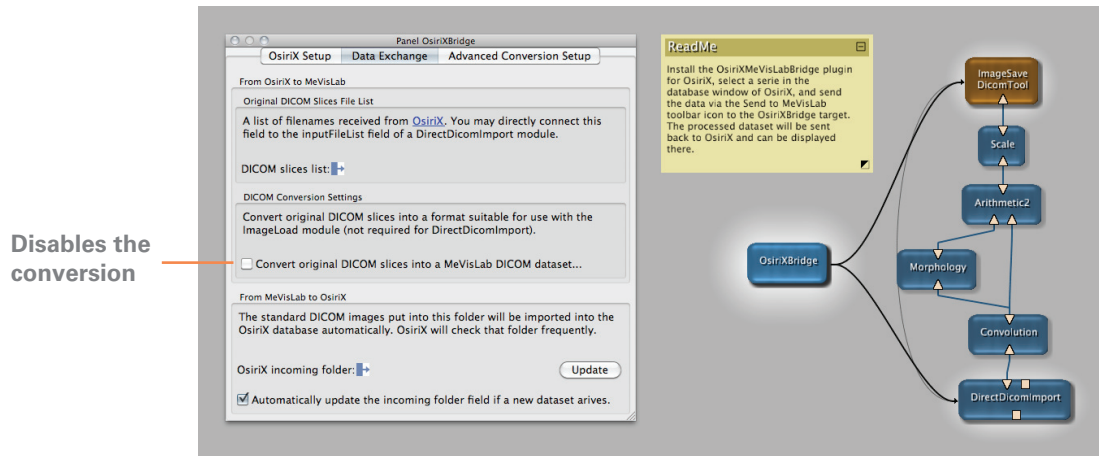 Disables the
conversion
Panel OsiriXBridge
OsiriX Setup
Data Exchange
Advanced Conversion Setup
From OsiriX to MeVisLab
Original DICOM Slices File List
A list of filenames received from OsiriX. You may directly connect this
field to the inputFileList field of a DirectDicomImport module.
DICOM slices list:
DICOM Conversion Settings
Convert original DICOM slices into a format suitable for use with the
ImageLoad module (not required for DirectDicomImport).
Convert original DICOM slices into a MeVisLab DICOM dataset...
From MeVisLab to OsiriX
The standard DICOM images put into this folder will be imported into the
OsiriX database automatically. OsiriX will check that folder frequently.
OsiriX incoming folder:
Update
Automatically update the incoming folder field if a new dataset arives.
ReadMe
Install the OsiriXMeVisLabBridge plugin
for OsiriX, select a serie in the
database window of OsiriX, and send
the data via the Send to MeVisLab
toolbar icon to the OsiriXBridge target.
The processed dataset will be sent
back to OsiriX and can be displayed
there.
OsiriXBridge
ImageSave
DicomTool
Scale
Arithmetic2
Morphology
Convolution
DirectDicomImport